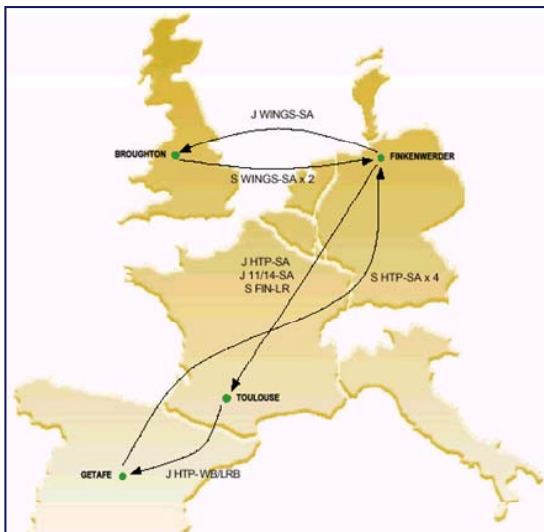 J WINGS-SA
BROUGHTON
FINKENWERDER
S WINGS-SA x 2
J HTP-SA
J 11/14-SA
S FIN-LR
S HTP-SA x 4
TOULOUSE
GETAFE
J HTP-WB/LRB